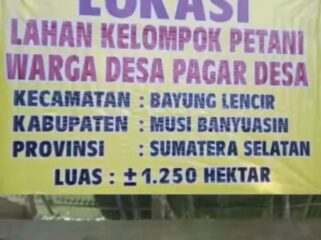 LOKASI
LAHAN KELOMPOK PETANI
WARGA DESA PAGAR DESA
KECAMATAN : BAYUNG LENCIR
KABUPATEN : MUSI BANYUASIN
PROVINSI : SUMATERA SELATAN
LUAS : ± 1.250 HEKTAR